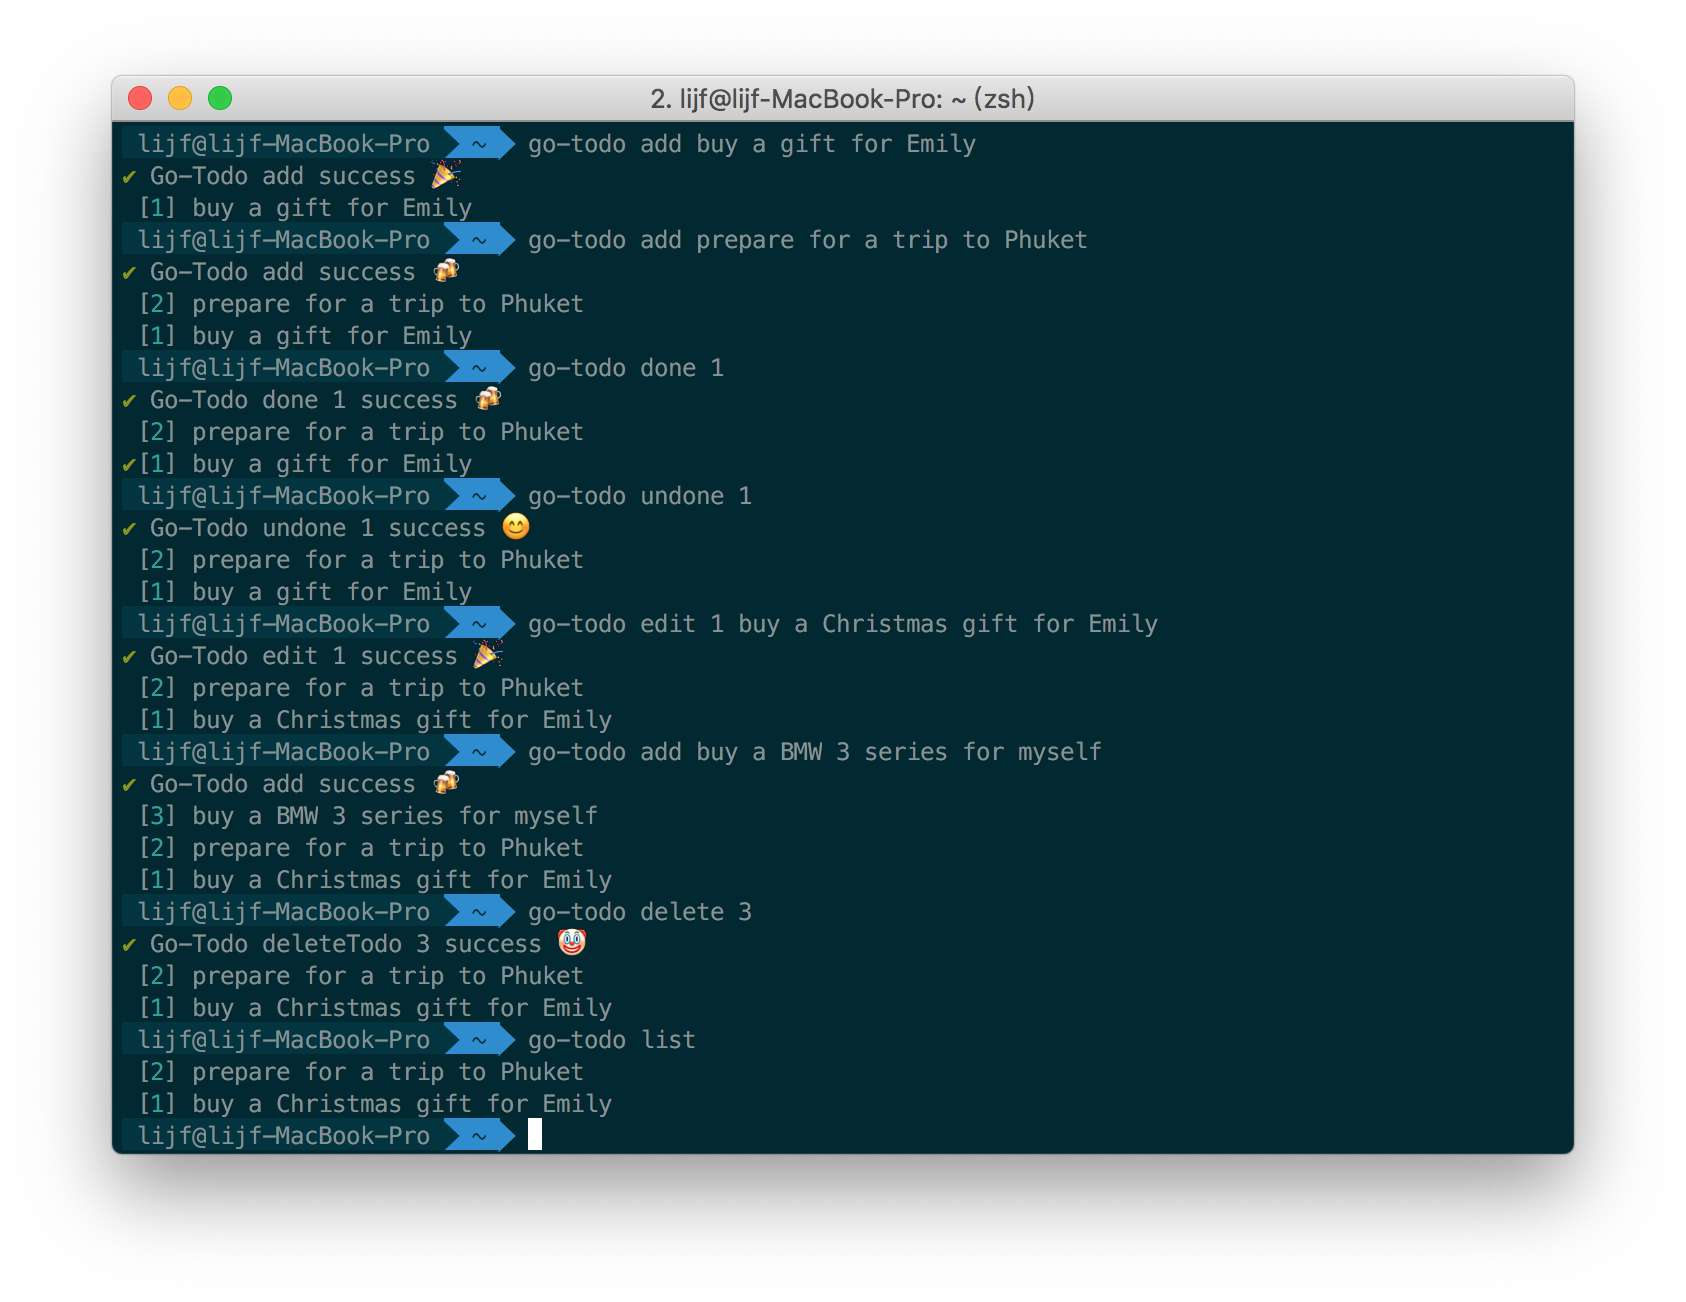 2. lijf@lijf-MacBook-Pro: ~ (zsh)
lijf@lijf-MacBook-Pro ~ go-todo add buy a gift for Emily
✔ Go-Todo add success 🎉
[1] buy a gift for Emily
lijf@lijf-MacBook-Pro ~ go-todo add prepare for a trip to Phuket
✔ Go-Todo add success 🍻
[2] prepare for a trip to Phuket
[1] buy a gift for Emily
lijf@lijf-MacBook-Pro ~ go-todo done 1
✔ Go-Todo done 1 success 🍻
[2] prepare for a trip to Phuket
✔[1] buy a gift for Emily
lijf@lijf-MacBook-Pro ~ go-todo undone 1
✔ Go-Todo undone 1 success 😊
[2] prepare for a trip to Phuket
[1] buy a gift for Emily
lijf@lijf-MacBook-Pro ~ go-todo edit 1 buy a Christmas gift for Emily
✔ Go-Todo edit 1 success 🎉
[2] prepare for a trip to Phuket
[1] buy a Christmas gift for Emily
lijf@lijf-MacBook-Pro ~ go-todo add buy a BMW 3 series for myself
✔ Go-Todo add success 🍻
[3] buy a BMW 3 series for myself
[2] prepare for a trip to Phuket
[1] buy a Christmas gift for Emily
lijf@lijf-MacBook-Pro ~ go-todo delete 3
✔ Go-Todo deleteTodo 3 success 🤡
[2] prepare for a trip to Phuket
[1] buy a Christmas gift for Emily
lijf@lijf-MacBook-Pro ~ go-todo list
[2] prepare for a trip to Phuket
[1] buy a Christmas gift for Emily
lijf@lijf-MacBook-Pro ~